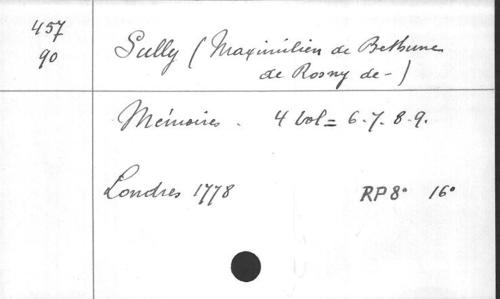 457
90
Sully (Maximilien de Bethune
de Rosny de-)
Mémoires. 4 vol = 6-7-8-9.
Londres 1778
RP 8° 16°